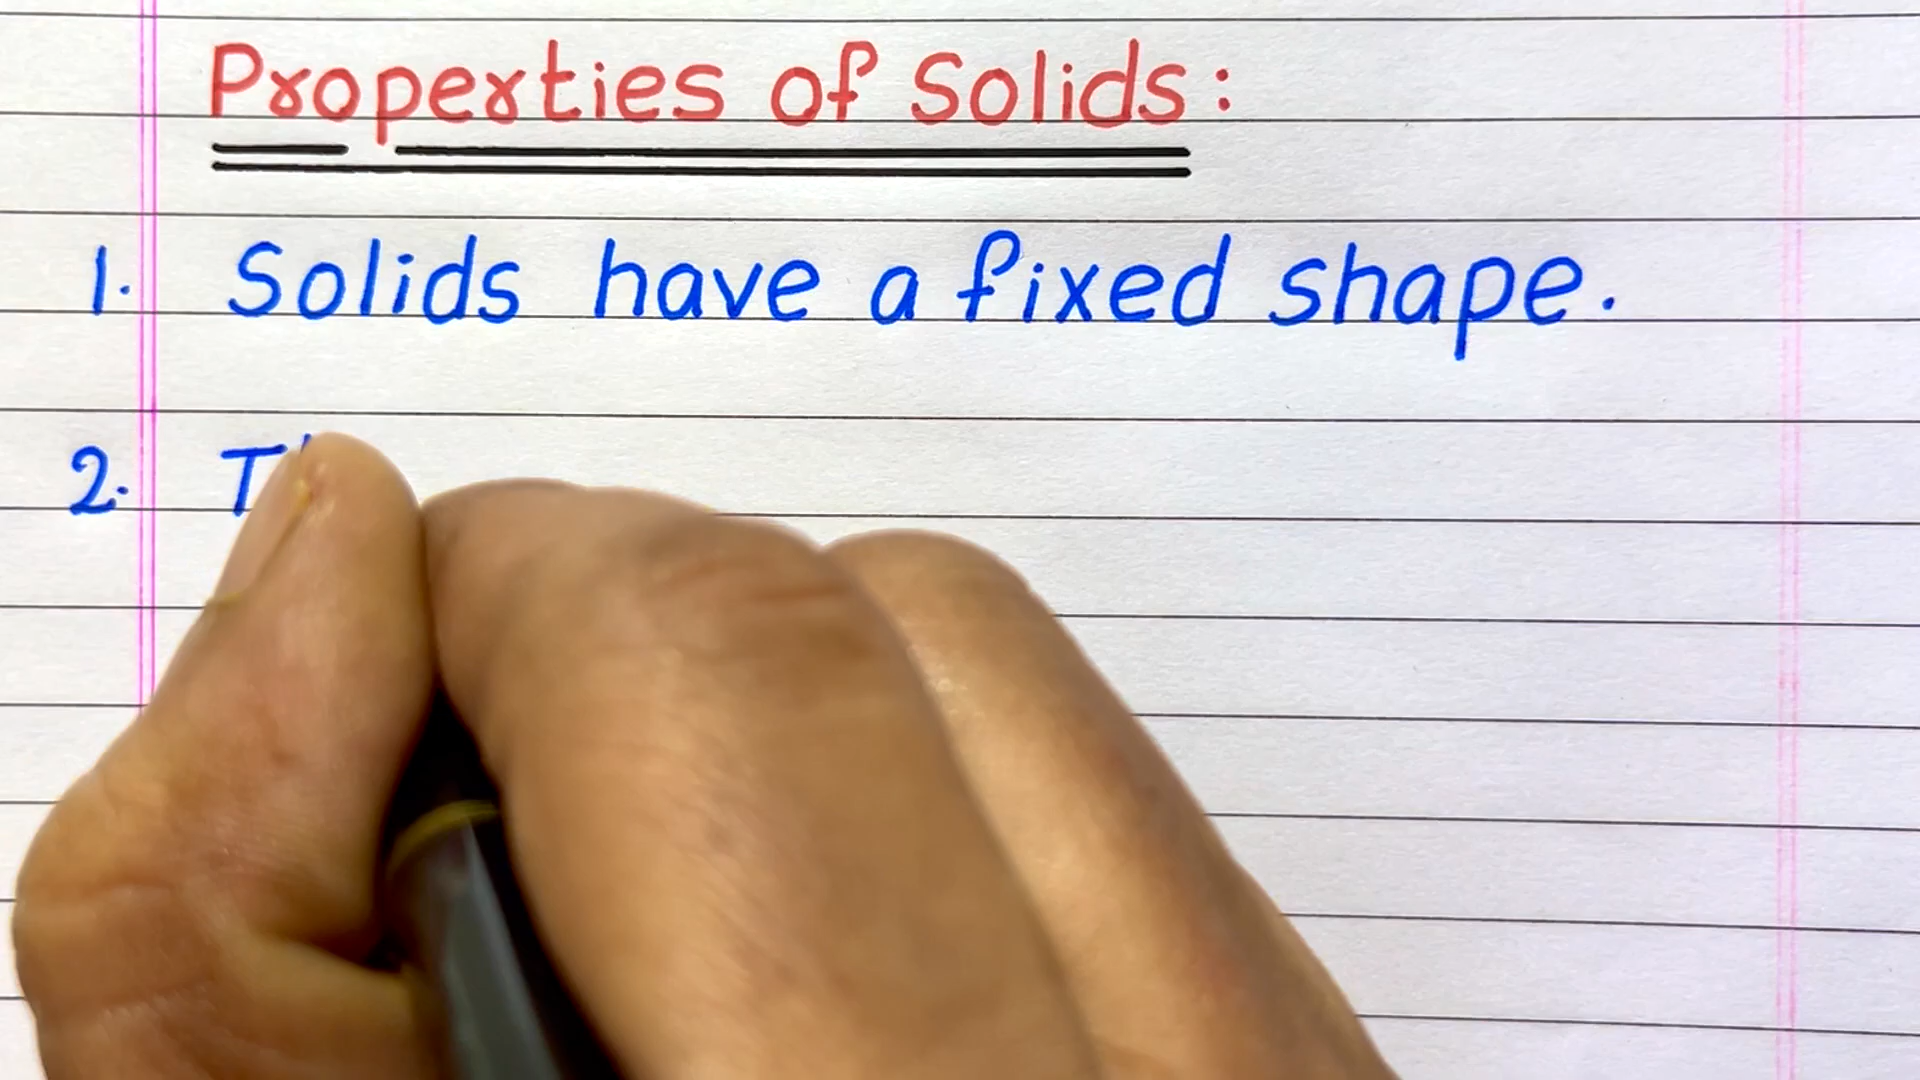 Properties of Solids:
1. Solids have a fixed shape.
2.